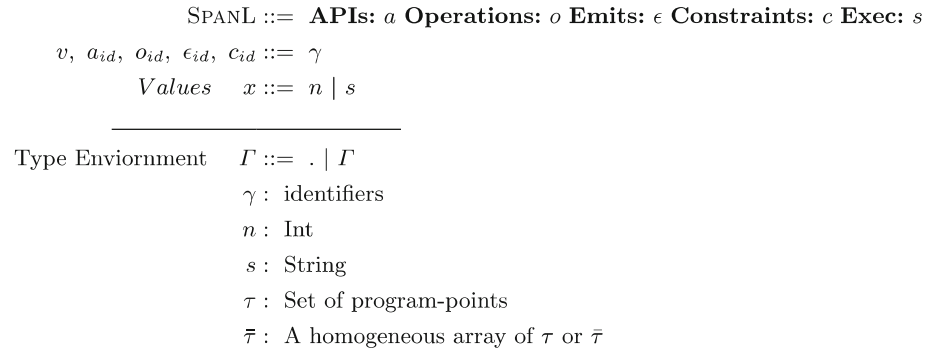 SPANL ::= APIs: a Operations: o Emits: ϵ Constraints: c Exec: s
v, a_id, o_id, ϵ_id, c_id ::= γ
Values x ::= n | s
Type Enviornment Γ ::= . | Γ
γ : identifiers
n : Int
s : String
τ : Set of program-points
τ̄̄ : A homogeneous array of τ or τ̄